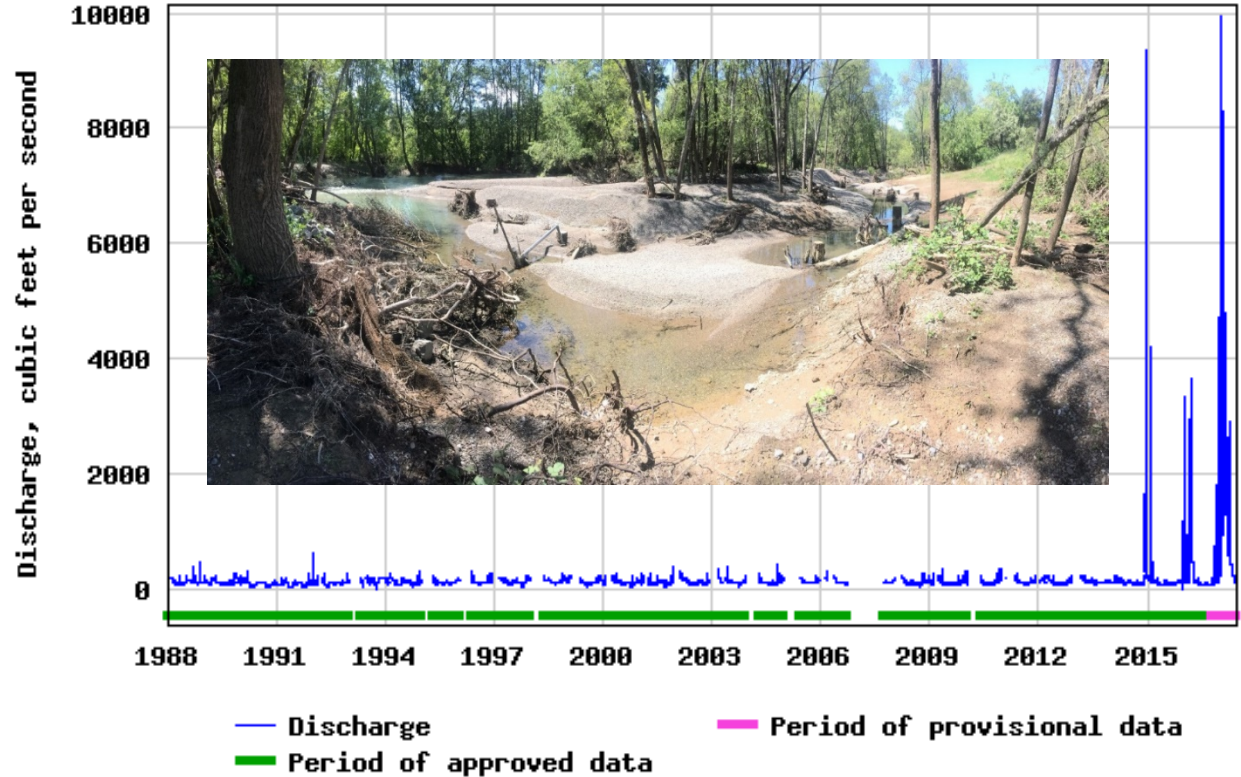 Discharge, cubic feet per second
10000
8000
6000
4000
2000
0
1988 1991 1994 1997 2000 2003 2006 2009 2012 2015
Discharge
Period of provisional data
Period of approved data